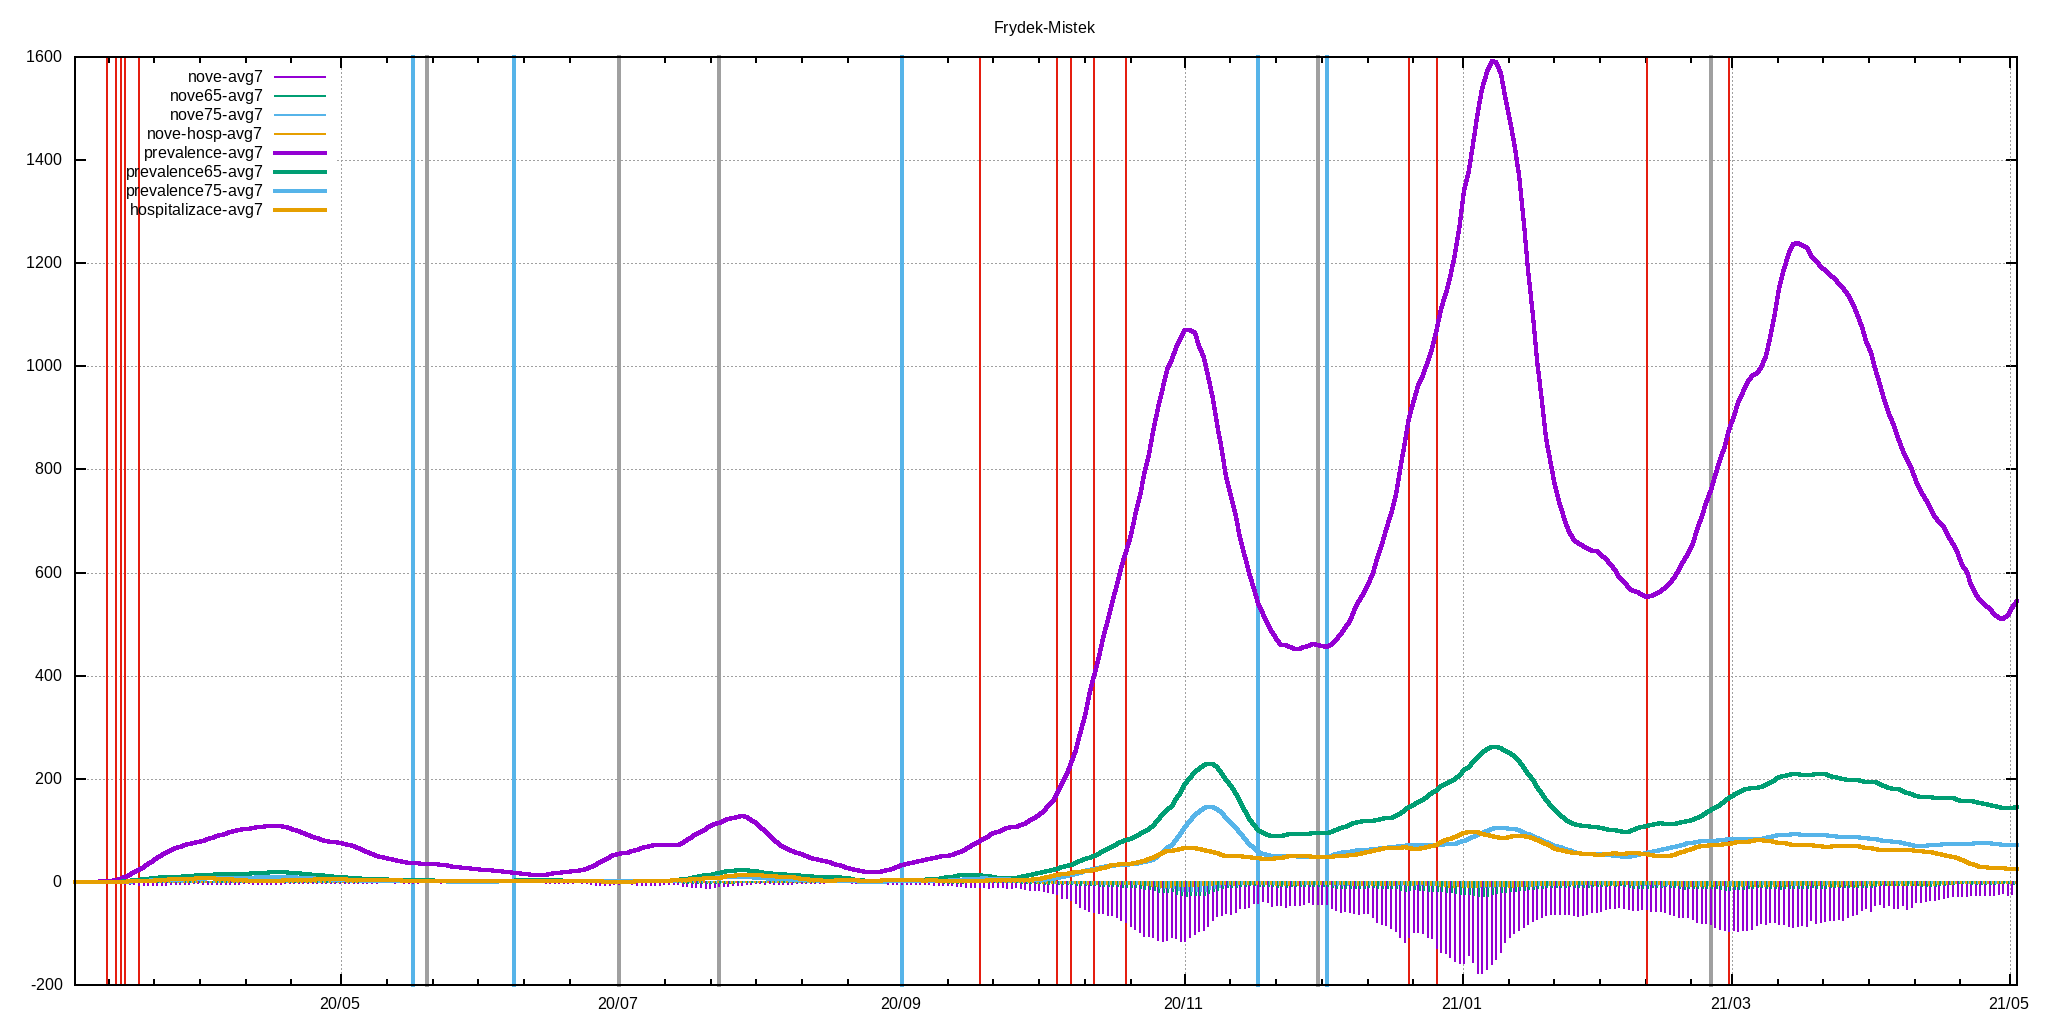 Frydek-Mistek
1600
1400
1200
1000
800
600
400
200
0
-200
nove-avg7
nove65-avg7
nove75-avg7
nove-hosp-avg7
prevalence-avg7
prevalence65-avg7
prevalence75-avg7
hospitalizace-avg7
20/05 20/07 20/09 20/11 21/01 21/03 21/05